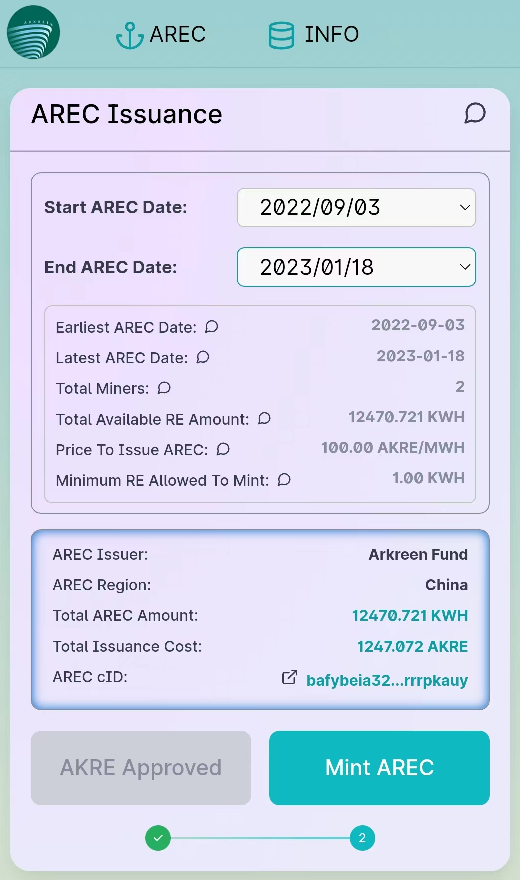 AREC INFO
AREC Issuance
Start AREC Date: 2022/09/03
End AREC Date: 2023/01/18
Earliest AREC Date: 2022-09-03
Latest AREC Date: 2023-01-18
Total Miners: 2
Total Available RE Amount: 12470.721 KWH
Price To Issue AREC: 100.00 AKRE/MWH
Minimum RE Allowed To Mint: 1.00 KWH
AREC Issuer: Arkreen Fund
AREC Region: China
Total AREC Amount: 12470.721 KWH
Total Issuance Cost: 1247.072 AKRE
AREC cID: bafybeia32...rrrpkauy
AKRE Approved Mint AREC
2